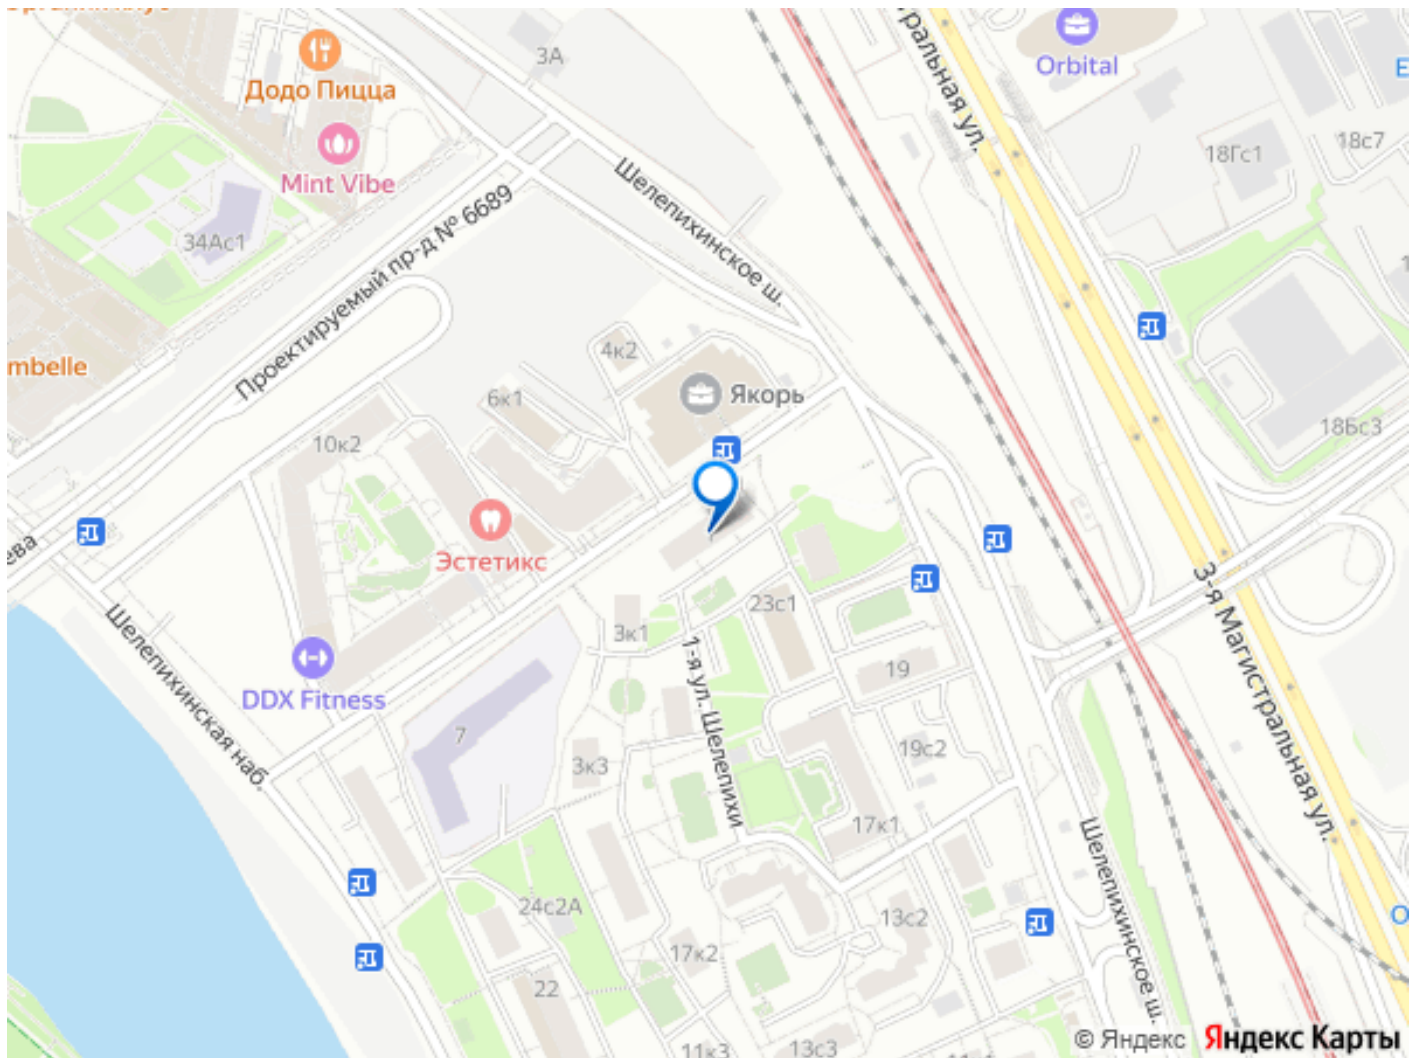 Додо Пицца
3А
Orbital
Mint Vibe
18Гс1
18с7
34Ас1
Проектируемый пр-д № 6689
Шелепихинское ш.
mbelle
4к2
6к1
Якорь
10к2
18Бс3
Эстетикс
3-я Магистральная ул.
Шелепихинская наб.
23с1
3к1
1-я ул. Шелепихи
19
DDX Fitness
7
19с2
3к3
17к1
Шелепихинское ш.
24с2А
13с2
17к2
22
11к3
13с3
© Яндекс Яндекс Карты